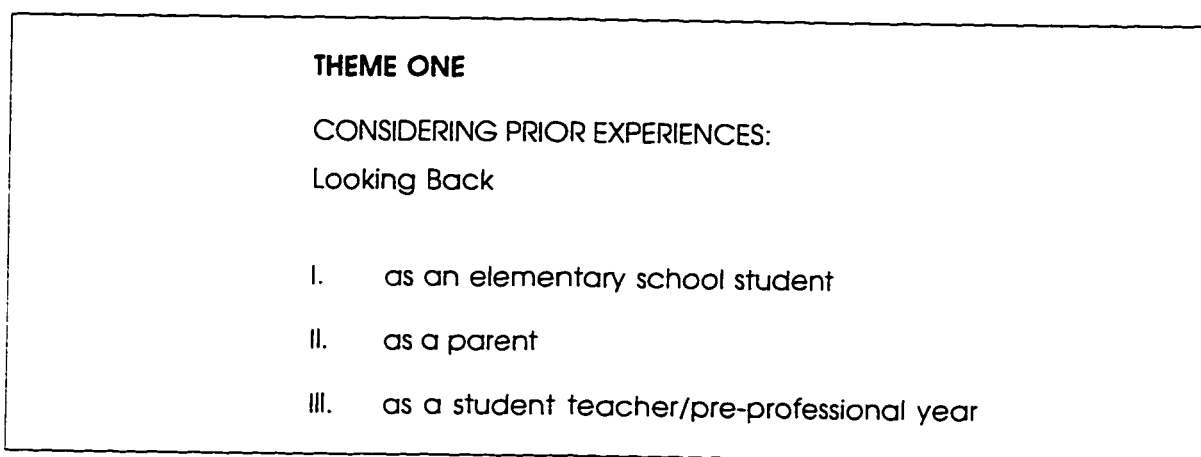 THEME ONE
CONSIDERING PRIOR EXPERIENCES:
Looking Back
I. as an elementary school student
II. as a parent
III. as a student teacher/pre-professional year